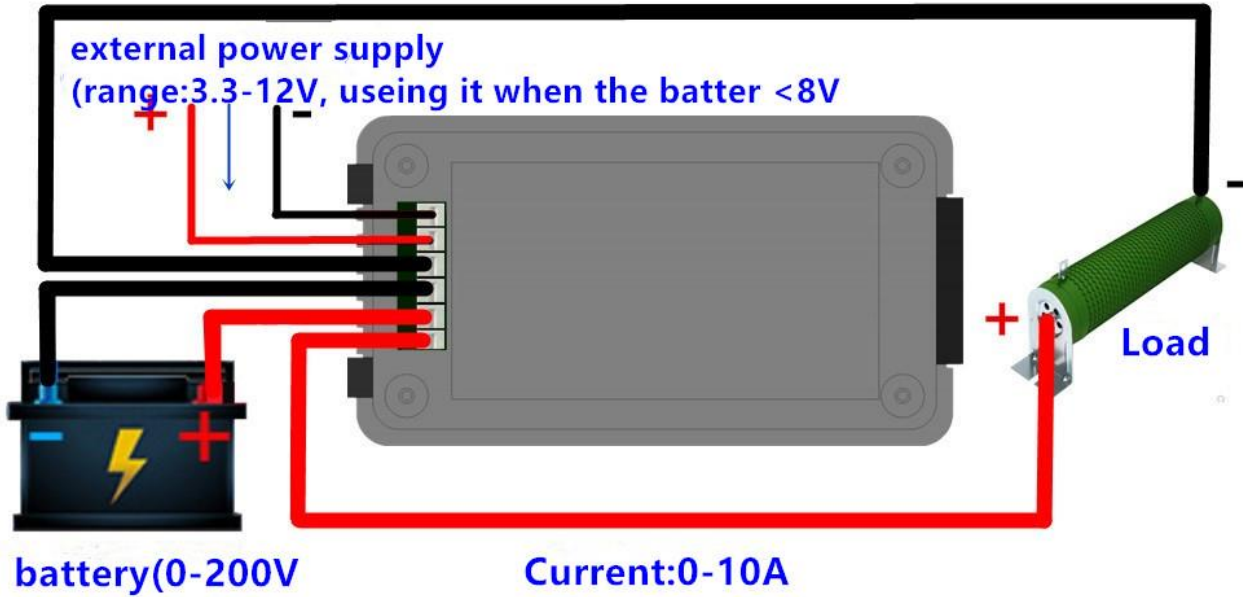 external power supply
(range:3.3-12V, useing it when the batter <8V
+
-
-
+
Load
-
+
battery(0-200V
Current:0-10A